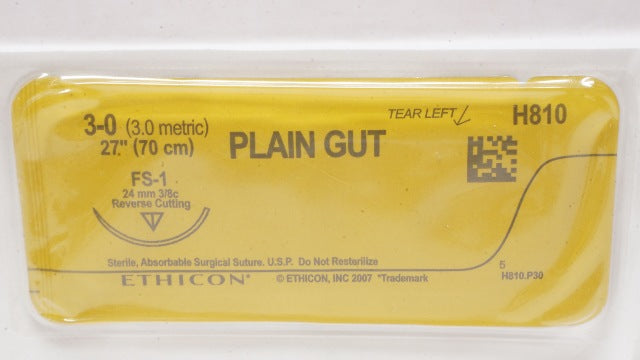 3-0 (3.0 metric)
27." (70 cm)
PLAIN GUT
TEAR LEFT
H810
FS-1
24 mm 3/8c
Reverse Cutting
Sterile, Absorbable Surgical Suture. U.S.P. Do Not Resterilize
ETHICON* © ETHICON, INC 2007 *Trademark
5
H810.P30